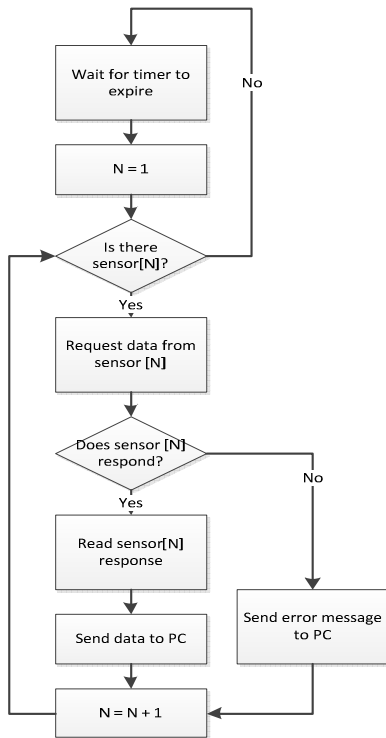 Wait for timer to
expire
No
N = 1
Is there
sensor[N]?
Yes
Request data from
sensor [N]
Does sensor [N]
respond?
No
Yes
Read sensor[N]
response
Send error message
to PC
Send data to PC
N = N + 1